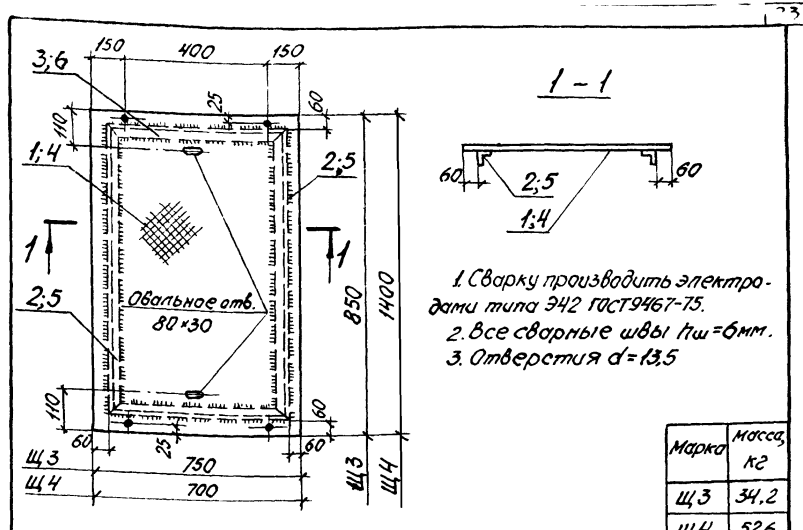 23
150 400 150
3;6
25
60
110
1;4
2;5
1
1
2;5
Овальное отв.
80×30
850
1400
110
60
25
60
60
Щ3 750
Щ4 700
Щ3
Щ4
1 - 1
60
60
2;5
1;4
1. Сварку производить электро-
дами типа Э42 ГОСТ9467-75.
2. Все сварные швы hш=6мм.
3. Отверстия d=13,5
Марка Масса, кг
Щ3 34,2
Щ4 52,6